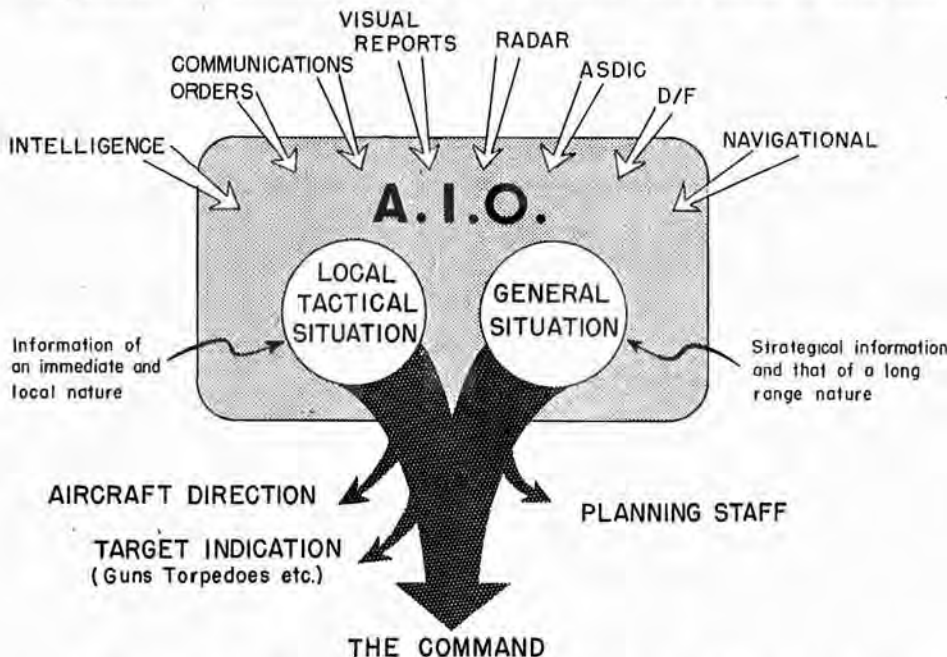 VISUAL
REPORTS
RADAR
COMMUNICATIONS
ASDIC
ORDERS
D/F
INTELLIGENCE
NAVIGATIONAL
A.I.O.
LOCAL
TACTICAL
SITUATION
GENERAL
SITUATION
Information of
an immediate and
local nature
Strategical information
and that of a long
range nature
AIRCRAFT DIRECTION
PLANNING STAFF
TARGET INDICATION
(Guns Torpedoes etc.)
THE COMMAND